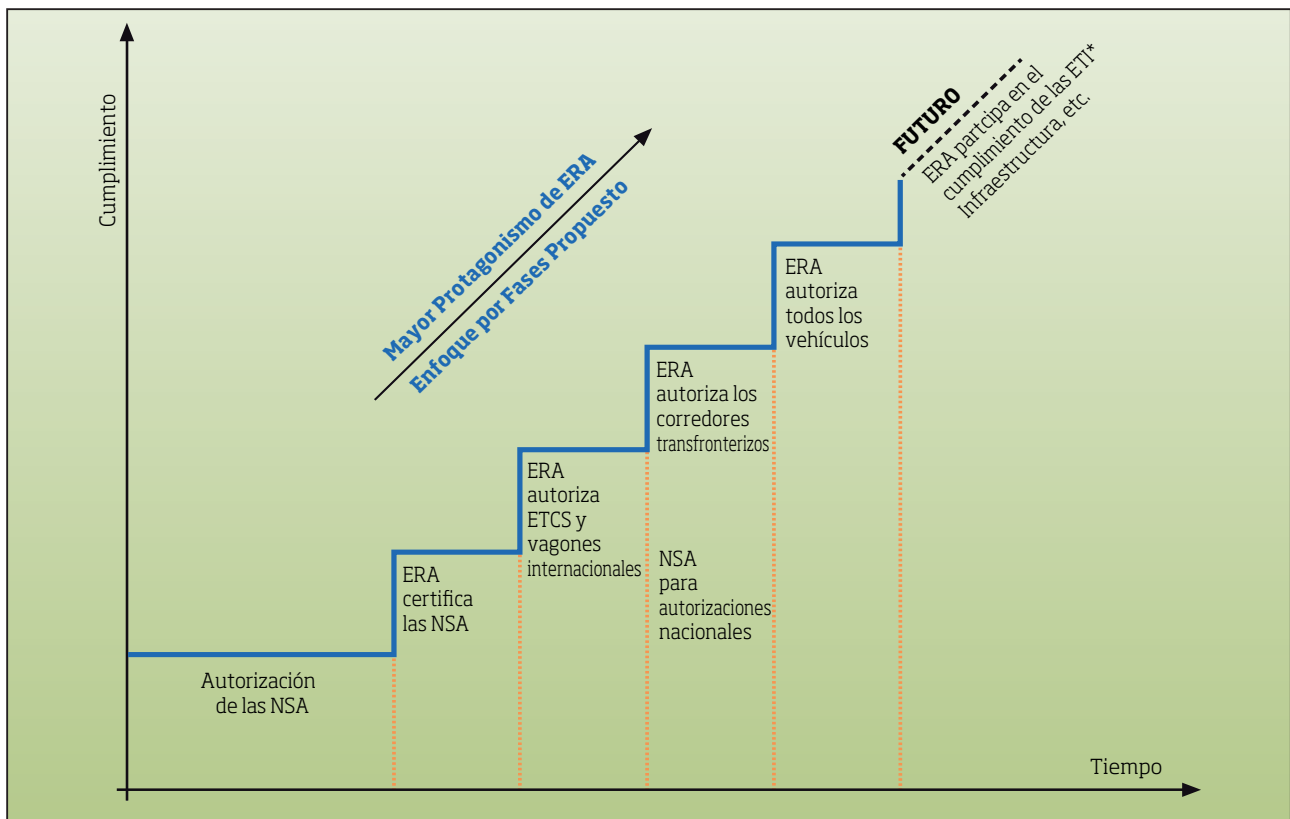 Cumplimiento
Mayor Protagonismo de ERA
Enfoque por Fases Propuesto
FUTURO
ERA partcipa en el
cumplimiento de las ETI*
Infraestructura, etc.
ERA
autoriza
todos los
vehículos
ERA
autoriza los
corredores
transfronterizos
NSA
para
autorizaciones
nacionales
ERA
autoriza
ETCS y
vagones
internacionales
ERA
certifica
las NSA
Autorización
de las NSA
Tiempo